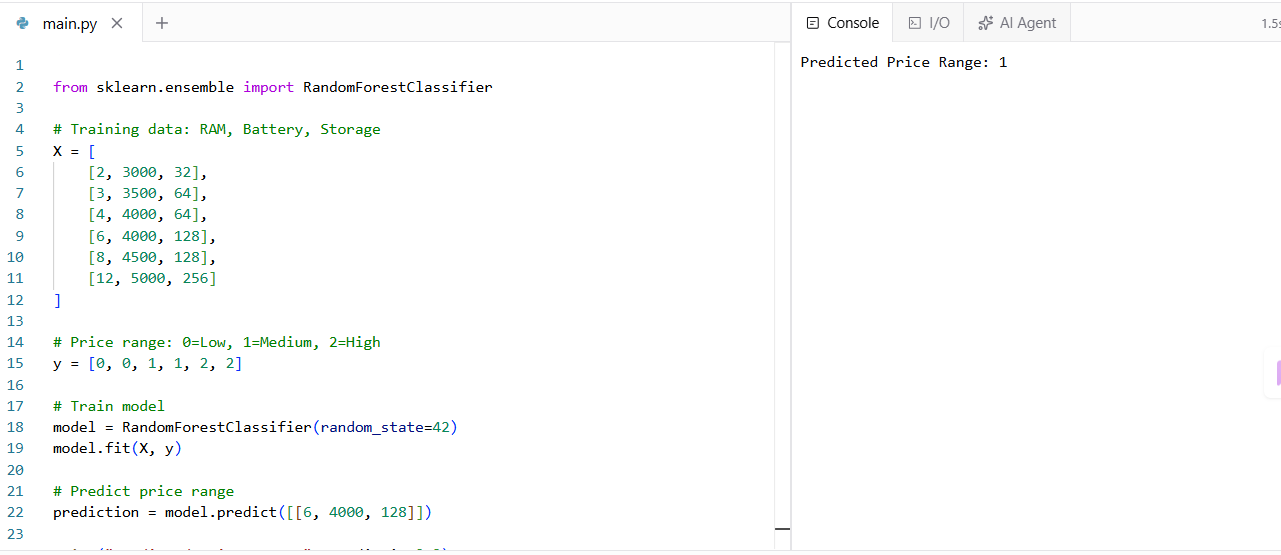 main.py
Console
I/O
AI Agent
1.5s
1
2 from sklearn.ensemble import RandomForestClassifier
3
4 # Training data: RAM, Battery, Storage
5 X = [
6 [2, 3000, 32],
7 [3, 3500, 64],
8 [4, 4000, 64],
9 [6, 4000, 128],
10 [8, 4500, 128],
11 [12, 5000, 256]
12 ]
13
14 # Price range: 0=Low, 1=Medium, 2=High
15 y = [0, 0, 1, 1, 2, 2]
16
17 # Train model
18 model = RandomForestClassifier(random_state=42)
19 model.fit(X, y)
20
21 # Predict price range
22 prediction = model.predict([[6, 4000, 128]])
23
Predicted Price Range: 1